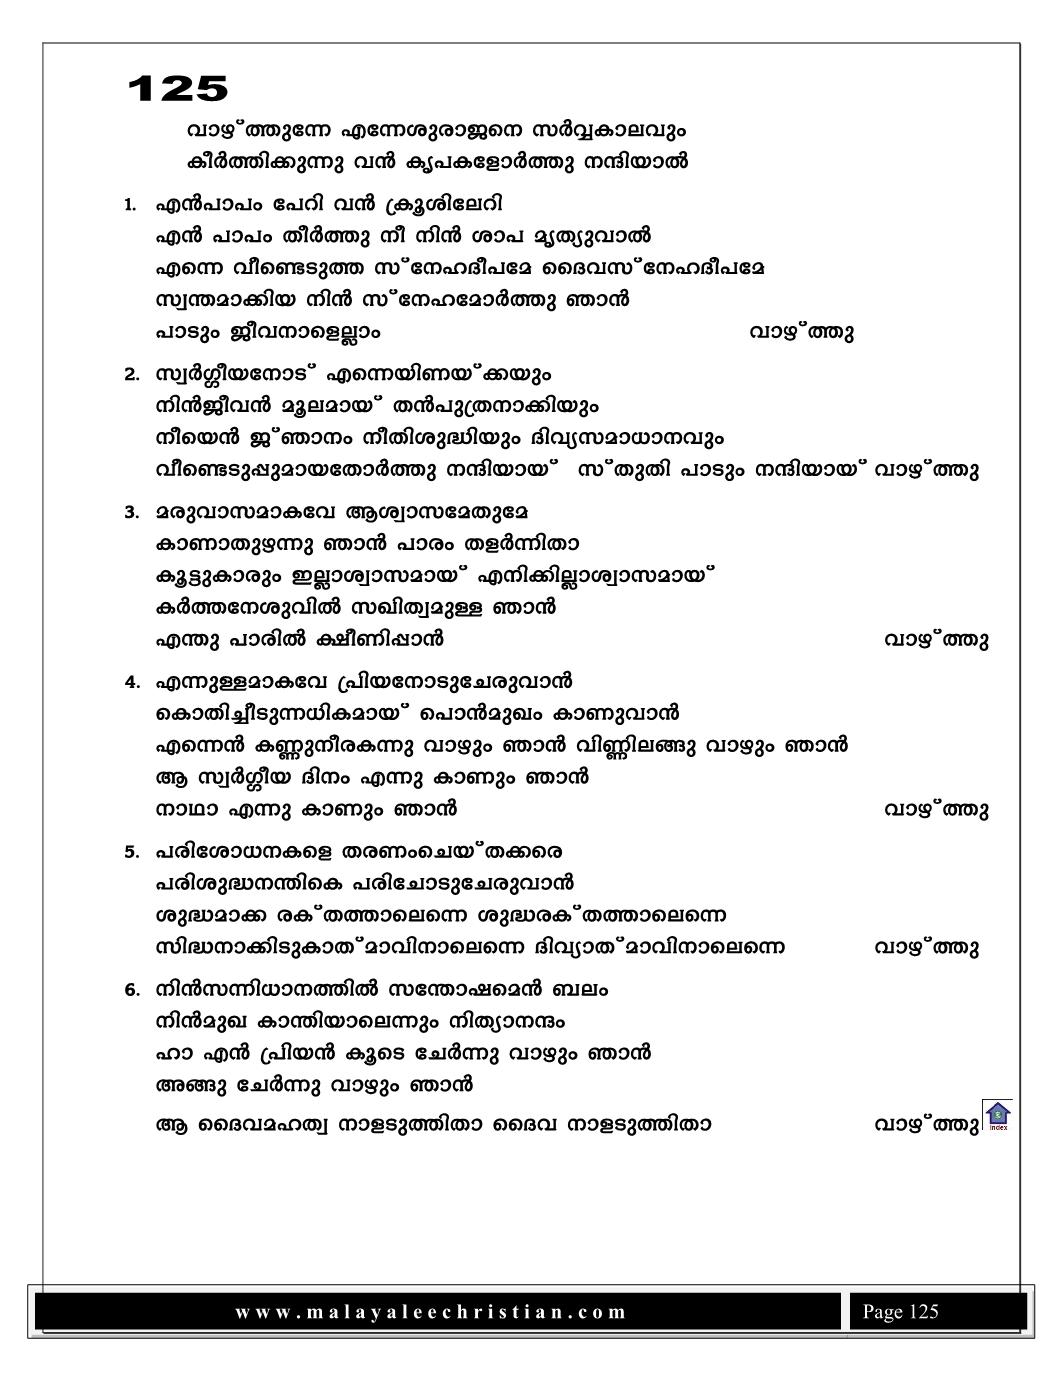 125
വാഴ്ത്തുന്നേ എന്നേശുരാജനെ സർവ്വകാലവും
കീർത്തിക്കുന്നു വൻ കൃപകളോർത്തു നന്ദിയാൽ
1. എൻപാപം പേറി വൻ ക്രൂശിലേറി
എൻ പാപം തീർത്തു നീ നിൻ ശാപ മൃത്യുവാൽ
എന്നെ വീണ്ടെടുത്ത സ്നേഹദീപമേ ദൈവസ്നേഹദീപമേ
സ്വന്തമാക്കിയ നിൻ സ്നേഹമോർത്തു ഞാൻ
പാടും ജീവനാളെല്ലാം വാഴ്ത്തു
2. സ്വർഗ്ഗീയനോട് എന്നെയിണയ്ക്കയും
നിൻജീവൻ മൂലമായ് തൻപുത്രനാക്കിയും
നീയെൻ ജ്ഞാനം നീതിശുദ്ധിയും ദിവ്യസമാധാനവും
വീണ്ടെടുപ്പുമായതോർത്തു നന്ദിയായ് സ്തുതി പാടും നന്ദിയായ് വാഴ്ത്തു
3. മരുവാസമാകവേ ആശ്വാസമേതുമേ
കാണാതുഴന്നു ഞാൻ പാരം തളർന്നിതാ
കൂട്ടുകാരും ഇല്ലാശ്വാസമായ് എനിക്കില്ലാശ്വാസമായ്
കർത്തനേശുവിൽ സഖിത്വമുള്ള ഞാൻ
എന്തു പാരിൽ ക്ഷീണിപ്പാൻ വാഴ്ത്തു
4. എന്നുള്ളമാകവേ പ്രിയനോടുചേരുവാൻ
കൊതിച്ചീടുന്നധികമായ് പൊൻമുഖം കാണുവാൻ
എന്നെൻ കണ്ണുനീരകന്നു വാഴും ഞാൻ വിണ്ണിലങ്ങു വാഴും ഞാൻ
ആ സ്വർഗ്ഗീയ ദിനം എന്നു കാണും ഞാൻ
നാഥാ എന്നു കാണും ഞാൻ വാഴ്ത്തു
5. പരിശോധനകളെ തരണംചെയ്തക്കരെ
പരിശുദ്ധനന്തികെ പരിചോടുചേരുവാൻ
ശുദ്ധമാക്ക രക്തത്താലെന്നെ ശുദ്ധരക്തത്താലെന്നെ
സിദ്ധനാക്കിടുകാത്മാവിനാലെന്നെ ദിവ്യാത്മാവിനാലെന്നെ വാഴ്ത്തു
6. നിൻസന്നിധാനത്തിൽ സന്തോഷമെൻ ബലം
നിൻമുഖ കാന്തിയാലെന്നും നിത്യാനന്ദം
ഹാ എൻ പ്രിയൻ കൂടെ ചേർന്നു വാഴും ഞാൻ
അങ്ങു ചേർന്നു വാഴും ഞാൻ
ആ ദൈവമഹത്വ നാളടുത്തിതാ ദൈവ നാളടുത്തിതാ വാഴ്ത്തു
Index
www.malayaleechristian.com Page 125